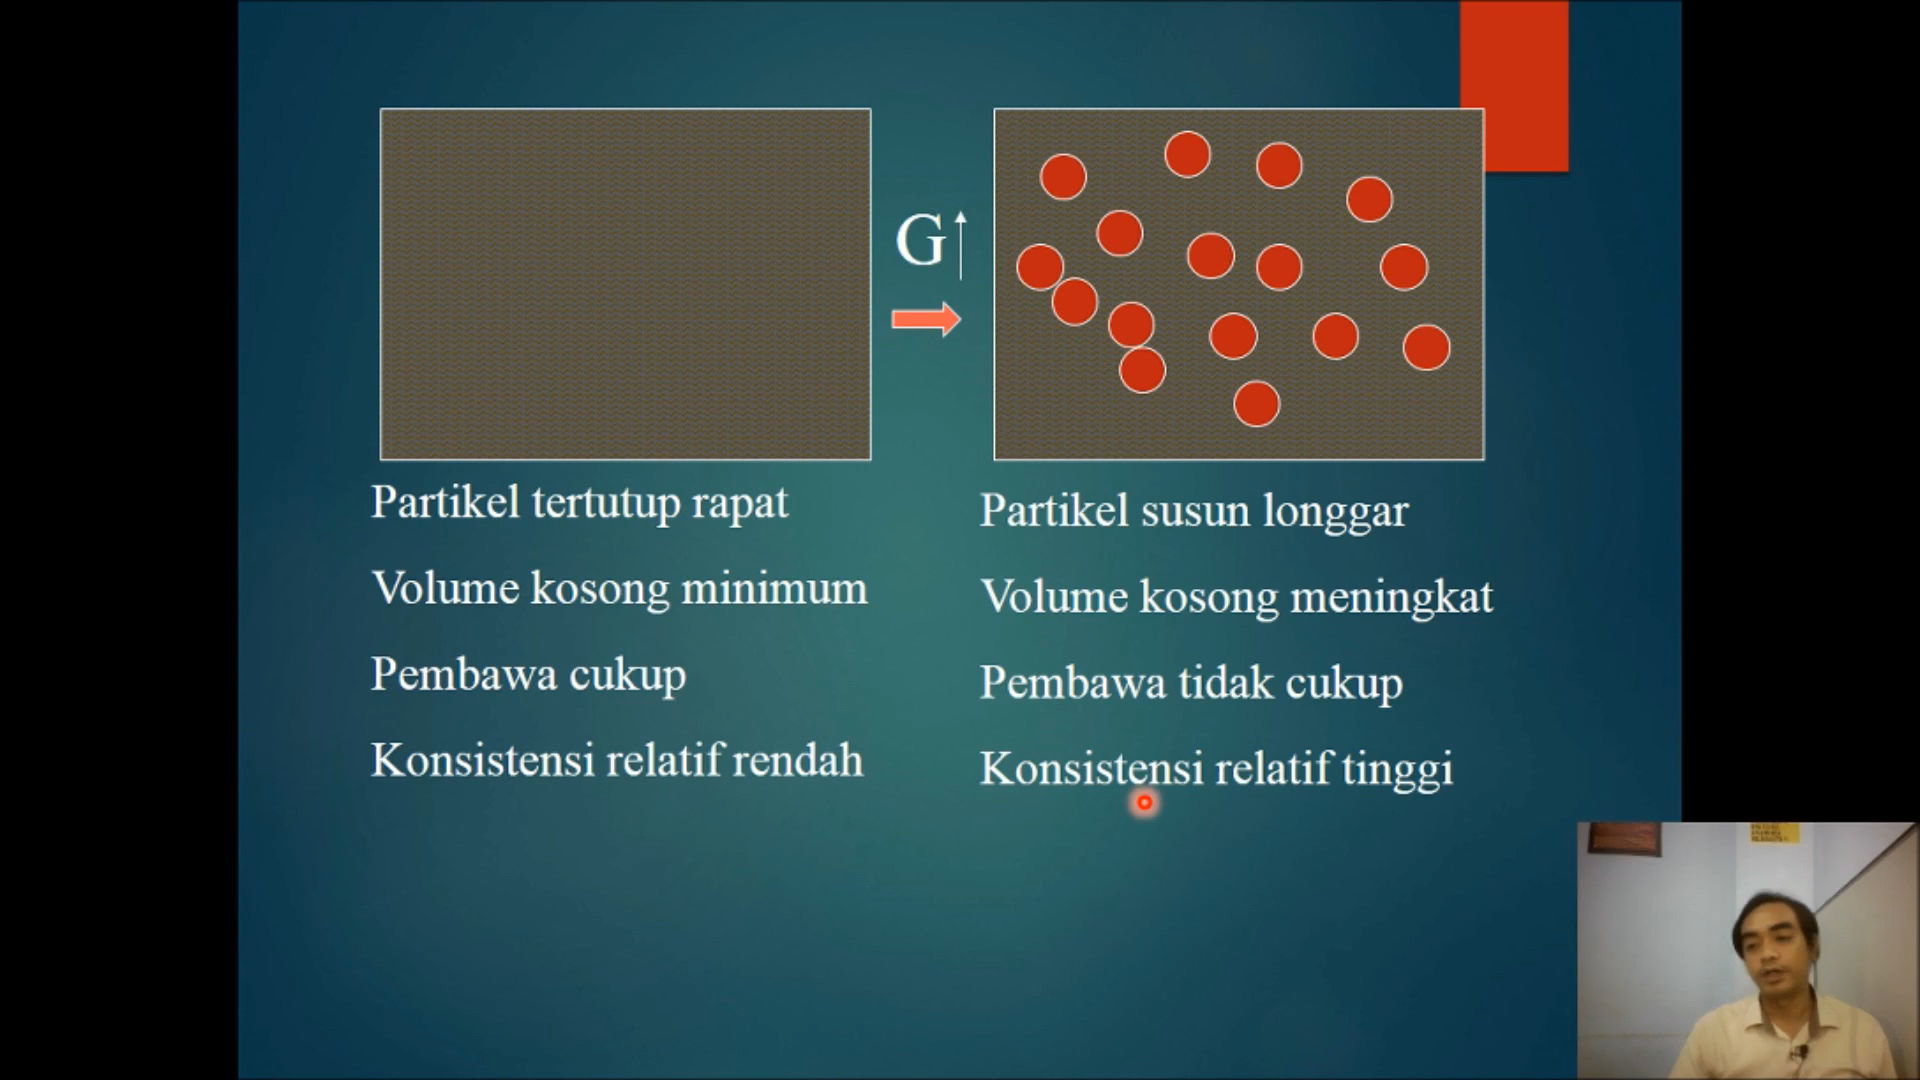 G
Partikel tertutup rapat
Volume kosong minimum
Pembawa cukup
Konsistensi relatif rendah
Partikel susun longgar
Volume kosong meningkat
Pembawa tidak cukup
Konsistensi relatif tinggi